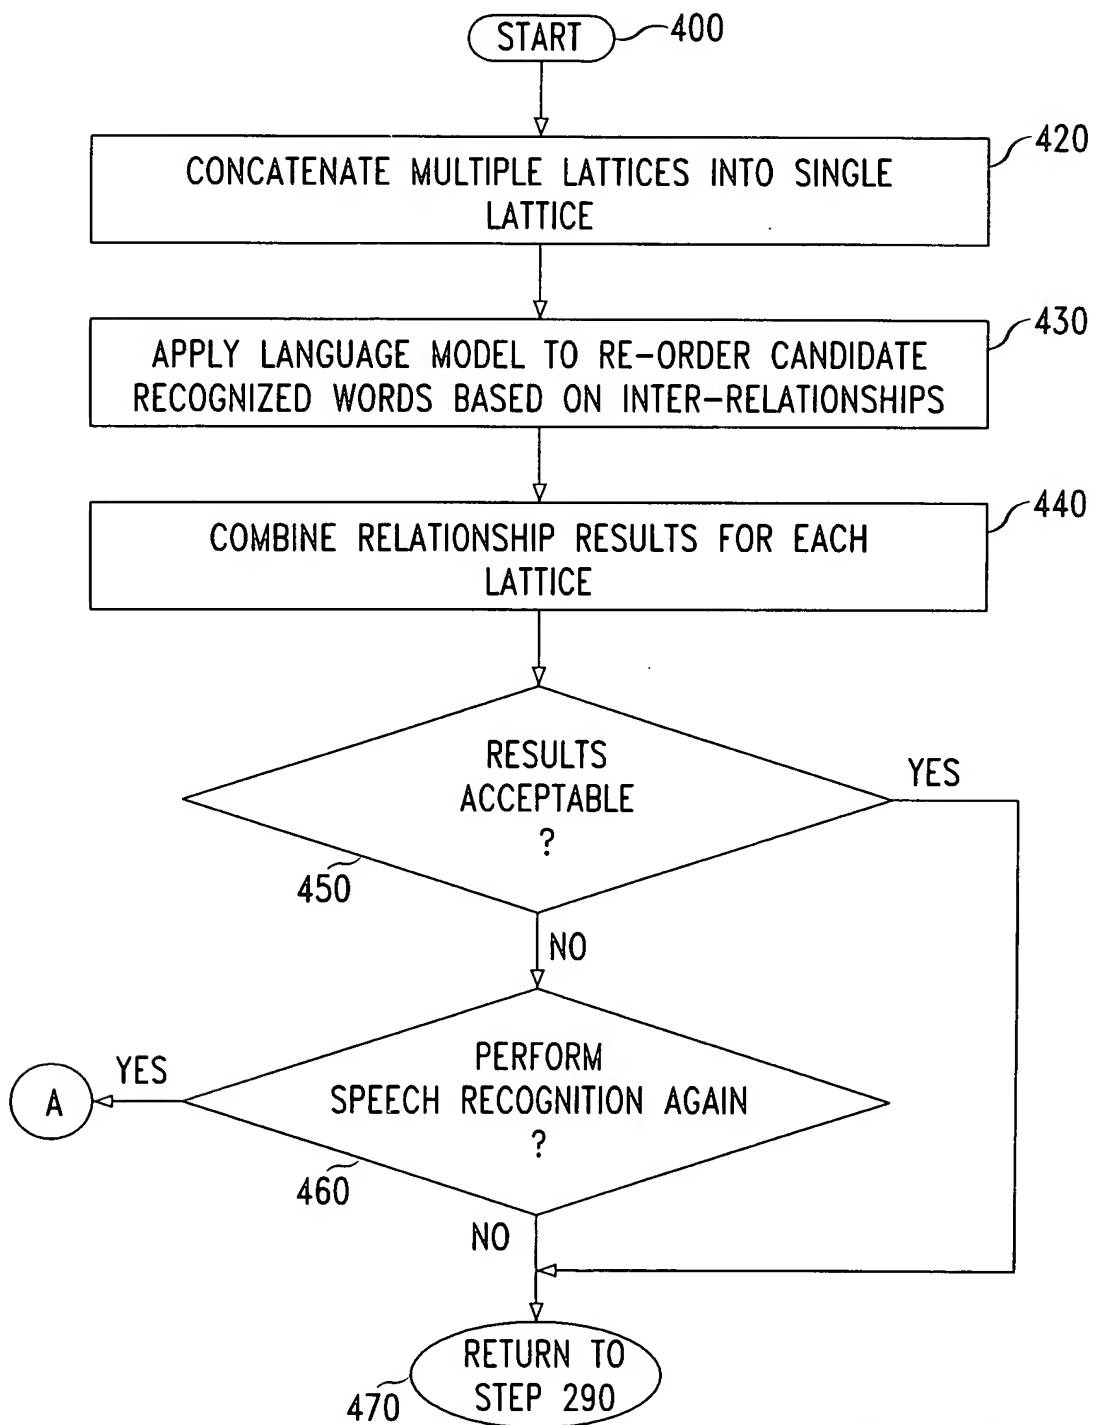 START
400
420
CONCATENATE MULTIPLE LATTICES INTO SINGLE
LATTICE
430
APPLY LANGUAGE MODEL TO RE-ORDER CANDIDATE
RECOGNIZED WORDS BASED ON INTER-RELATIONSHIPS
440
COMBINE RELATIONSHIP RESULTS FOR EACH
LATTICE
RESULTS
ACCEPTABLE
?
YES
450
NO
YES
A
PERFORM
SPEECH RECOGNITION AGAIN
?
460
NO
RETURN TO
STEP 290
470